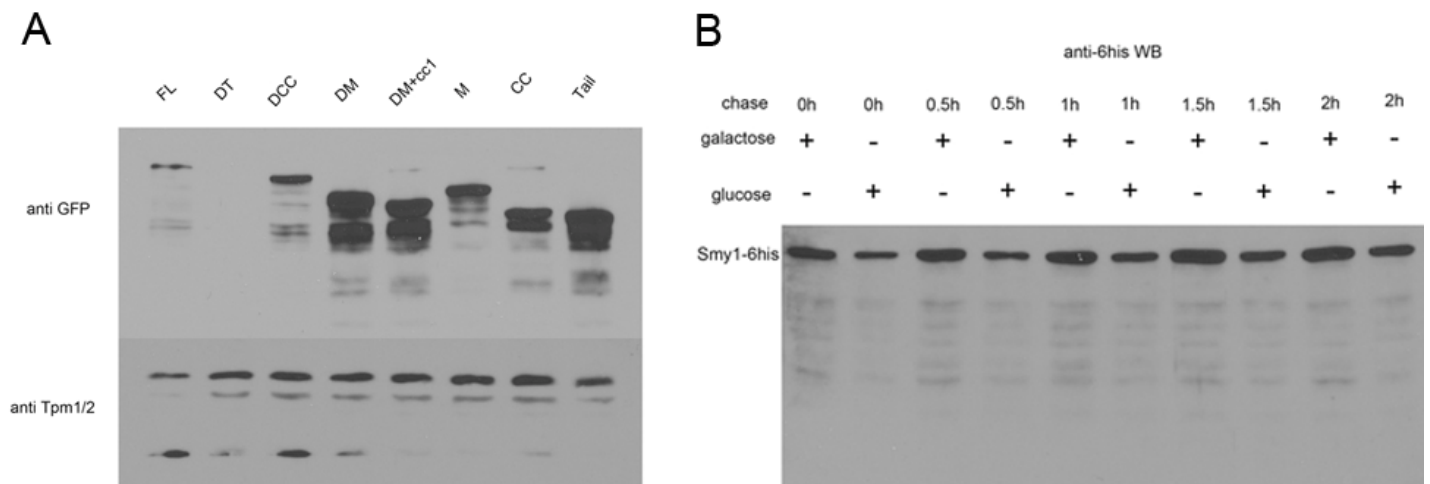 A
FL DT DCC DM DM+cc1 M CC Tail
anti GFP
anti Tpm1/2
B
anti-6his WB
chase 0h 0h 0.5h 0.5h 1h 1h 1.5h 1.5h 2h 2h
galactose + - + - + - + - + -
glucose - + - + - + - + - +
Smy1-6his